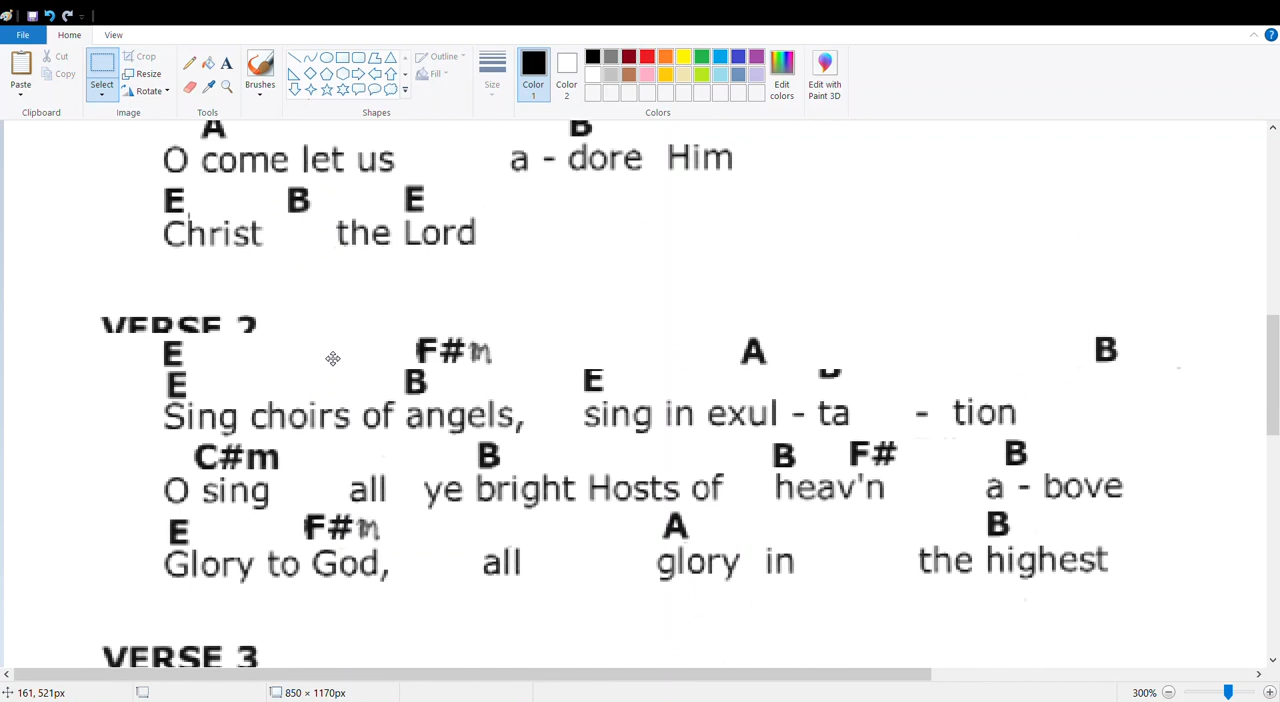 File Home View
Paste Cut Copy Select Crop Resize Rotate Brushes Outline Fill Size Color 1 Color 2 Edit colors Edit with Paint 3D
Clipboard Image Tools Shapes Colors
A B
O come let us a - dore Him
E B E
Christ the Lord
VERSE 2
E F#m A B
E B E B
Sing choirs of angels, sing in exul - ta - tion
C#m B B F# B
O sing all ye bright Hosts of heav'n a - bove
E F#m A B
Glory to God, all glory in the highest
VERSE 3
161, 521px 850 × 1170px 300%